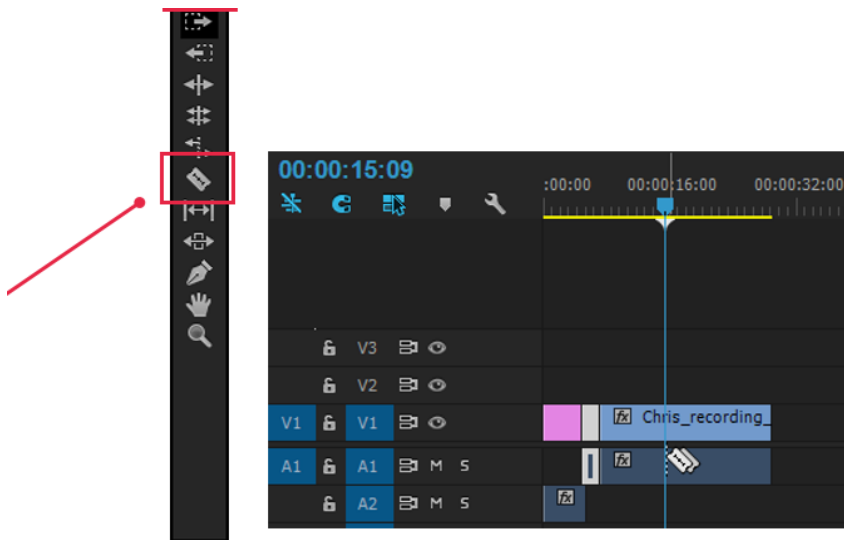 00:00:15:09
:00:00 00:00:16:00 00:00:32:00
V3
V2
V1 V1 fx Chris_recording_
A1 A1 M S fx
A2 M S fx